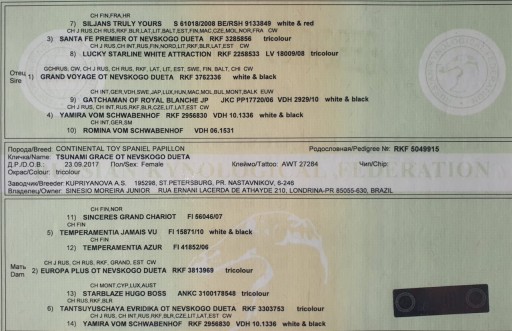 CH FIN,FRA,HR
7) SILJANS TRULY YOURS S 61018/2008 BE/RSH 9133849 white & red
CH J RUS,CH RUS,RKF,BLR,LAT,LIT,BALT,EST,FIN,MAC,CZE,MOL,NOR,FRA CW
3) SANTA FE PREMIER OT NEVSKOGO DUETA RKF 3285856 tricolour
CH J RUS,CH INT,RUS,FIN,NORD,LIT,RKF,BLR,LAT,EST CW
8) LUCKY STARLINE WHITE ATTRACTION RKF 2258533 LV 18009/08 tricolour
GCHRUS, CW, CH J RUS, CH RUS, RKF, LAT, LIT, EST, SWE, FIN, BALT, CHI CW
Отец
Sire
1) GRAND VOYAGE OT NEVSKOGO DUETA RKF 3762336 white & black
CH INT,GER,VDH,SWE,JAP,LUX,HUN,MAC,MOL,BUL,MONT,BALK EUW
9) GATCHAMAN OF ROYAL BLANCHE JP JKC PP17720/06 VDH 2929/10 white & black
CH J RUS,CH INT,RUS,RKF,BLR,CZE,LIT,LAT,EST CW
4) YAMIRA VOM SCHWABENHOF RKF 2956830 VDH 10.1336 white & black
CH INT,GER,SM
10) ROMINA VOM SCHWABENHOF VDH 06.1531
Порода/Breed: CONTINENTAL TOY SPANIEL PAPILLON Родословная/Pedigree № RKF 5049915
Кличка/Name: TSUNAMI GRACE OT NEVSKOGO DUETA
Д.Р./D.O.B. 23.09.2017 Пол/Sex: Female Клеймо/Tattoo: AWT 27284 Чип/Chip:
Окрас/Colour: tricolour
Заводчик/Breeder: KUPRIYANOVA A.S. 195298, ST.PETERSBURG, PR. NASTAVNIKOV, 6-246
Владелец/Owner: SINESIO MOREIRA JUNIOR RUA ERNANI LACERDA DE ATHAYDE 210, LONDRINA-PR 85055-630, BRAZIL
CH FIN,NOR
11) SINCERES GRAND CHARIOT FI 56046/07
CH FIN
5) TEMPERAMENTIA JAMAIS VU FI 15871/10 white & black
CH FIN
12) TEMPERAMENTIA AZUR FI 41852/06
CH J RUS, CH RUS, RKF, GRAND, EST CW
Мать
Dam
2) EUROPA PLUS OT NEVSKOGO DUETA RKF 3813969 tricolour
CH MONT,CYP,LUX,AUST
13) STARBLAZE HUGO BOSS ANKC 3100178548 tricolour
CH RUS,RKF,BLR
6) TANTSUYUSCHAYA EVRIDIKA OT NEVSKOGO DUETA RKF 3303753 tricolour
CH J RUS,CH INT,RUS,RKF,BLR,CZE,LIT,LAT,EST CW
14) YAMIRA VOM SCHWABENHOF RKF 2956830 VDH 10.1336 white & black